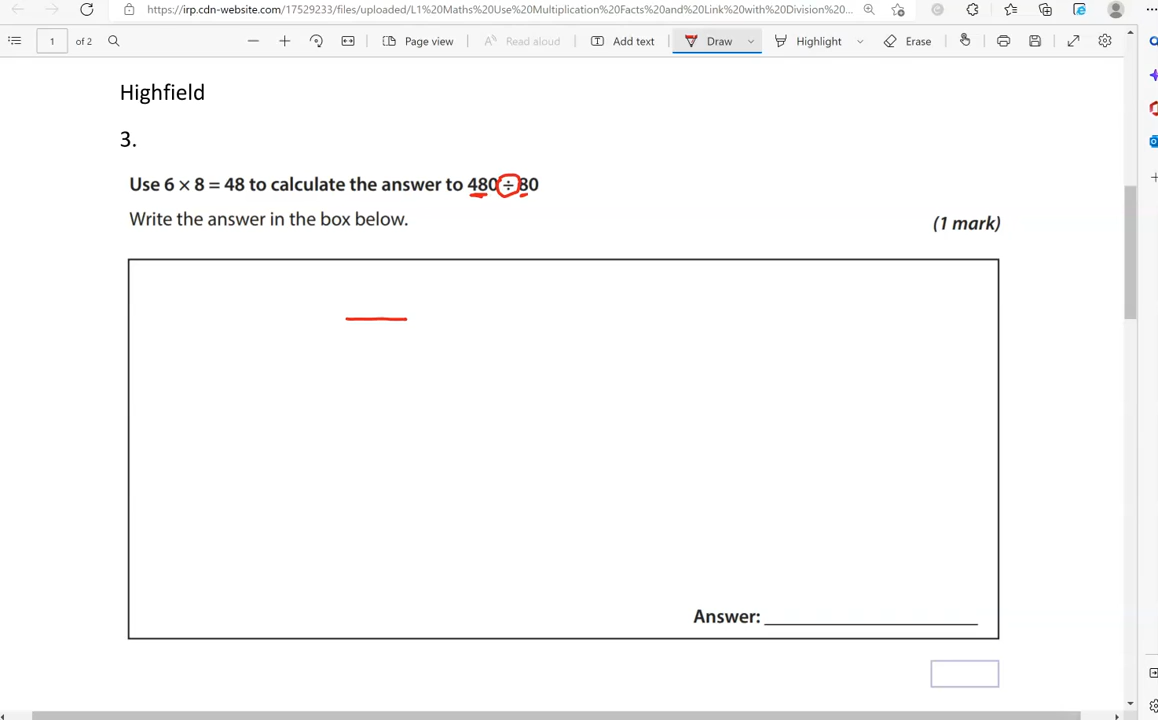 https://irp.cdn-website.com/17529233/files/uploaded/L1%20Maths%20Use%20Multiplication%20Facts%20and%20Link%20with%20Division%20...
1 of 2 Page view Read aloud Add text Draw Highlight Erase
Highfield
3.
Use 6 × 8 = 48 to calculate the answer to 480 ÷ 80
Write the answer in the box below.
(1 mark)
Answer: ____________________